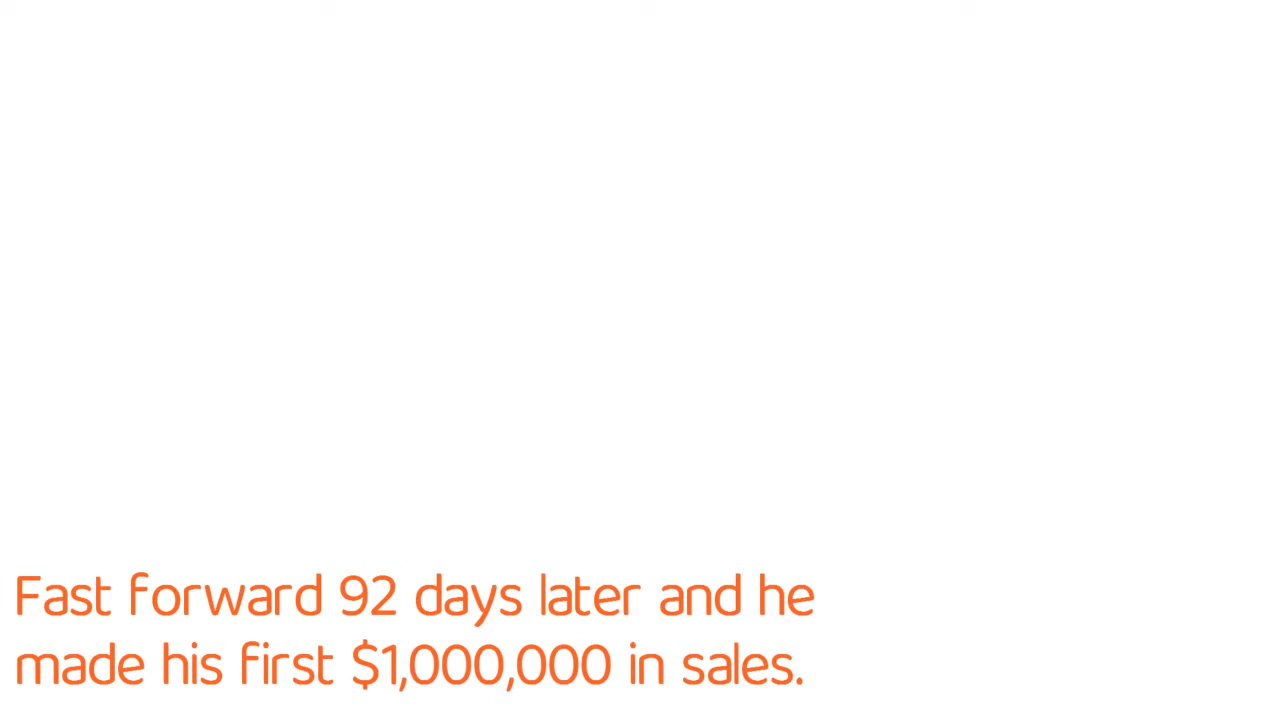 Fast forward 92 days later and he
made his first $1,000,000 in sales.